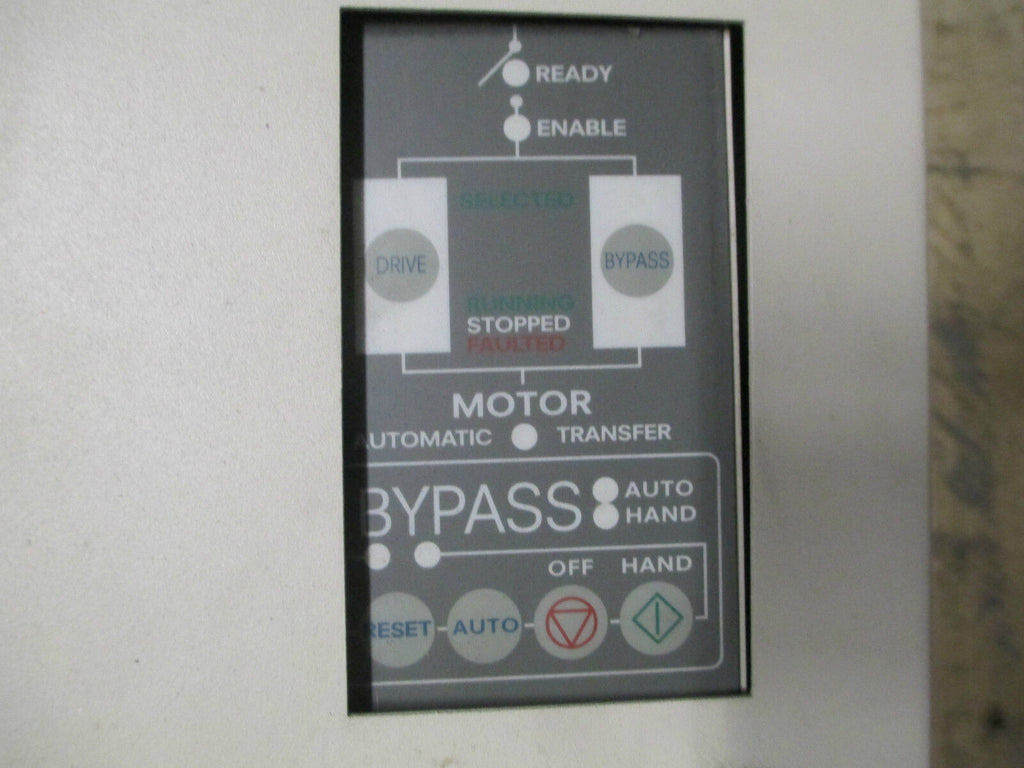 READY
ENABLE
SELECTED
DRIVE
BYPASS
RUNNING
STOPPED
FAULTED
MOTOR
AUTOMATIC TRANSFER
BYPASS
AUTO
HAND
OFF HAND
RESET AUTO